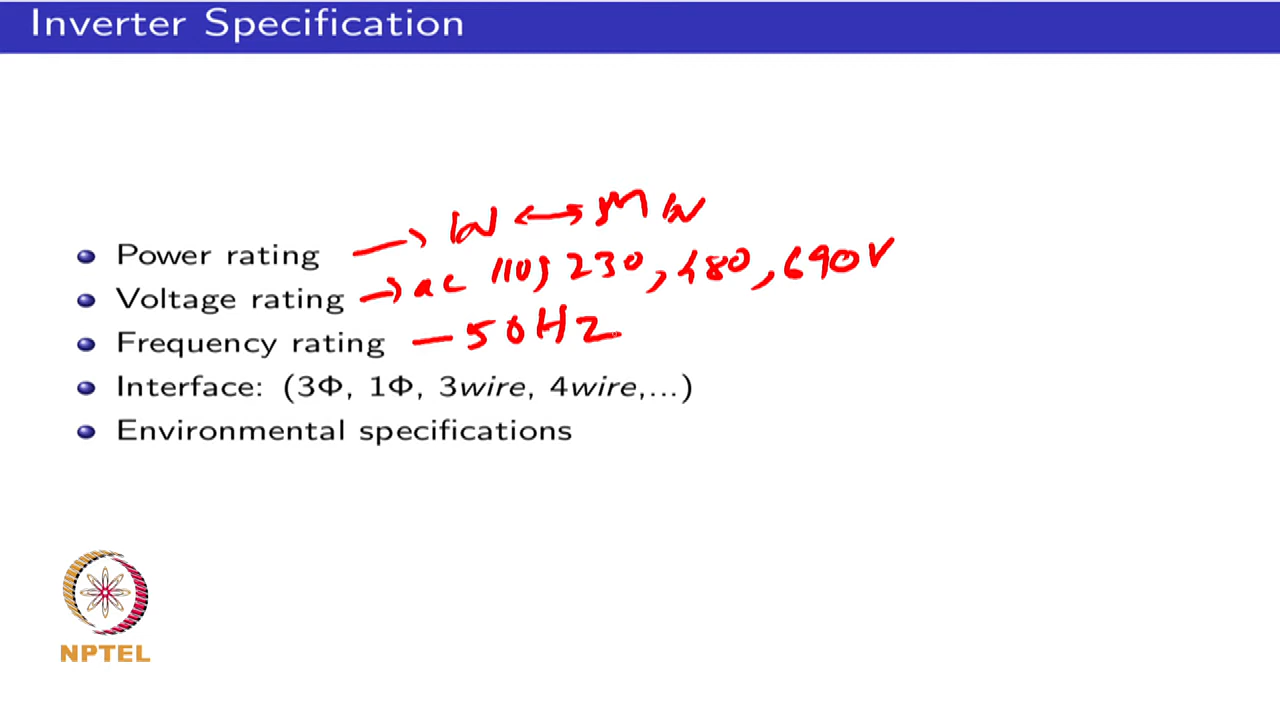 Inverter Specification
Power rating → W ↔ MW
Voltage rating → ac 110, 230, 480, 690V
Frequency rating — 50Hz
Interface: (3Φ, 1Φ, 3wire, 4wire,...)
Environmental specifications
NPTEL